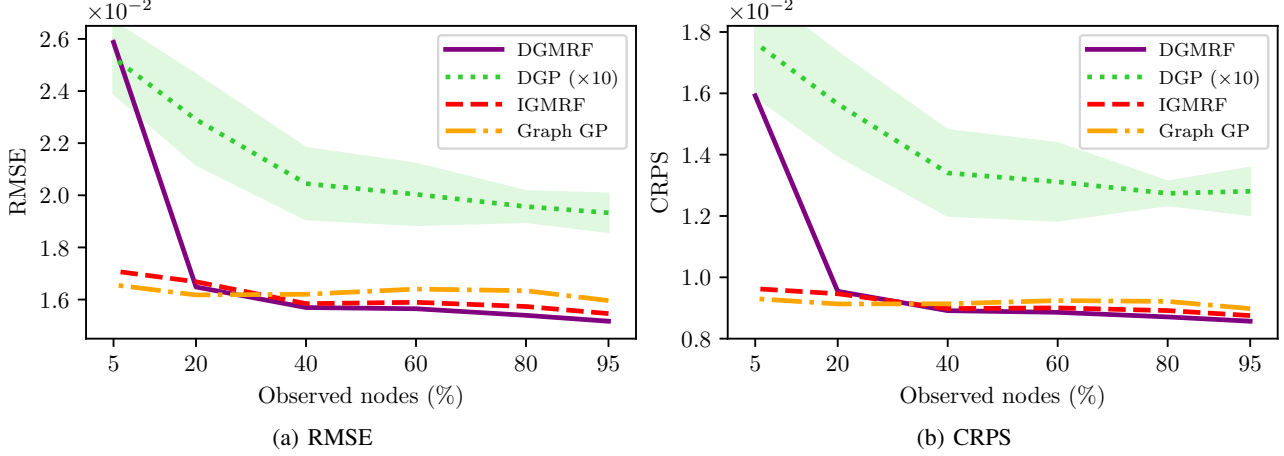 ×10⁻²
2.6
2.4
2.2
2.0
1.8
1.6
RMSE
DGMRF
DGP (×10)
IGMRF
Graph GP
5 20 40 60 80 95
Observed nodes (%)
(a) RMSE
×10⁻²
1.8
1.6
1.4
1.2
1.0
0.8
CRPS
DGMRF
DGP (×10)
IGMRF
Graph GP
5 20 40 60 80 95
Observed nodes (%)
(b) CRPS